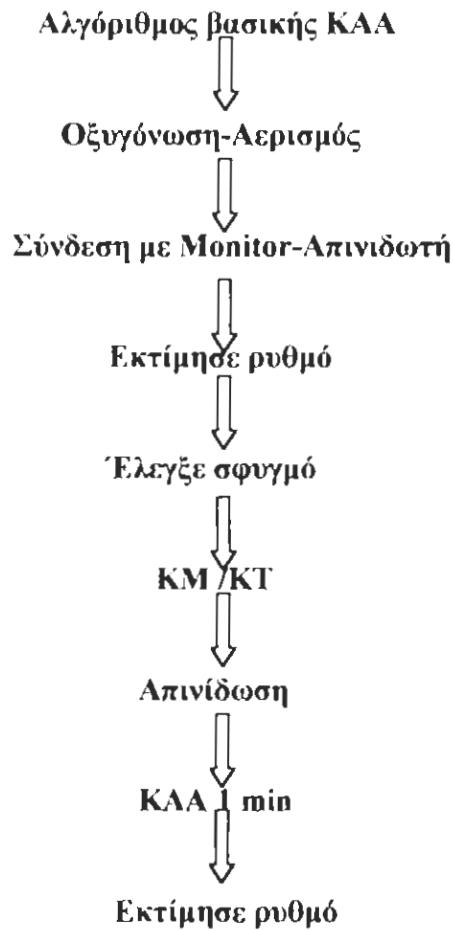 Αλγόριθμος βασικής ΚΑΑ
Οξυγόνωση-Αερισμός
Σύνδεση με Monitor-Απινιδωτή
Εκτίμησε ρυθμό
Έλεγξε σφυγμό
ΚΜ /ΚΤ
Απινίδωση
ΚΑΑ 1 min
Εκτίμησε ρυθμό